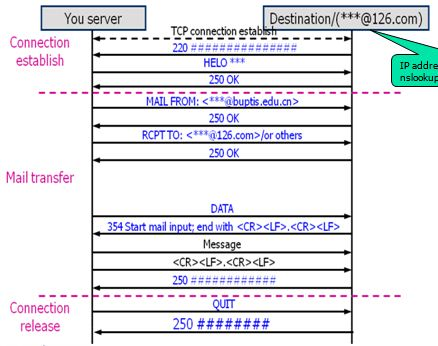 You server
Destination/(***@126.com)
TCP connection establish
Connection
establish
220 ###############
HELO ***
250 OK
IP addre
nslookup
MAIL FROM: <***@buptis.edu.cn>
250 OK
RCPT TO: <***@126.com>/or others
250 OK
Mail transfer
DATA
354 Start mail input; end with <CR><LF>.<CR><LF>
Message
<CR><LF>.<CR><LF>
250 ############
Connection
release
QUIT
250 ########